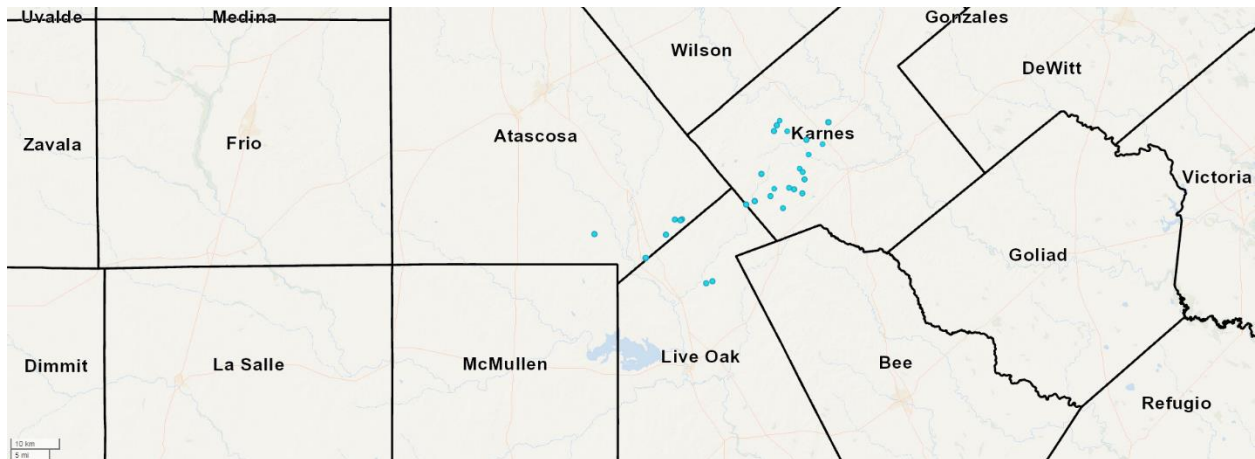 Uvalde
Medina
Gonzales
Wilson
DeWitt
Zavala
Frio
Atascosa
Karnes
Victoria
Goliad
Dimmit
La Salle
McMullen
Live Oak
Bee
Refugio
10 km
5 mi